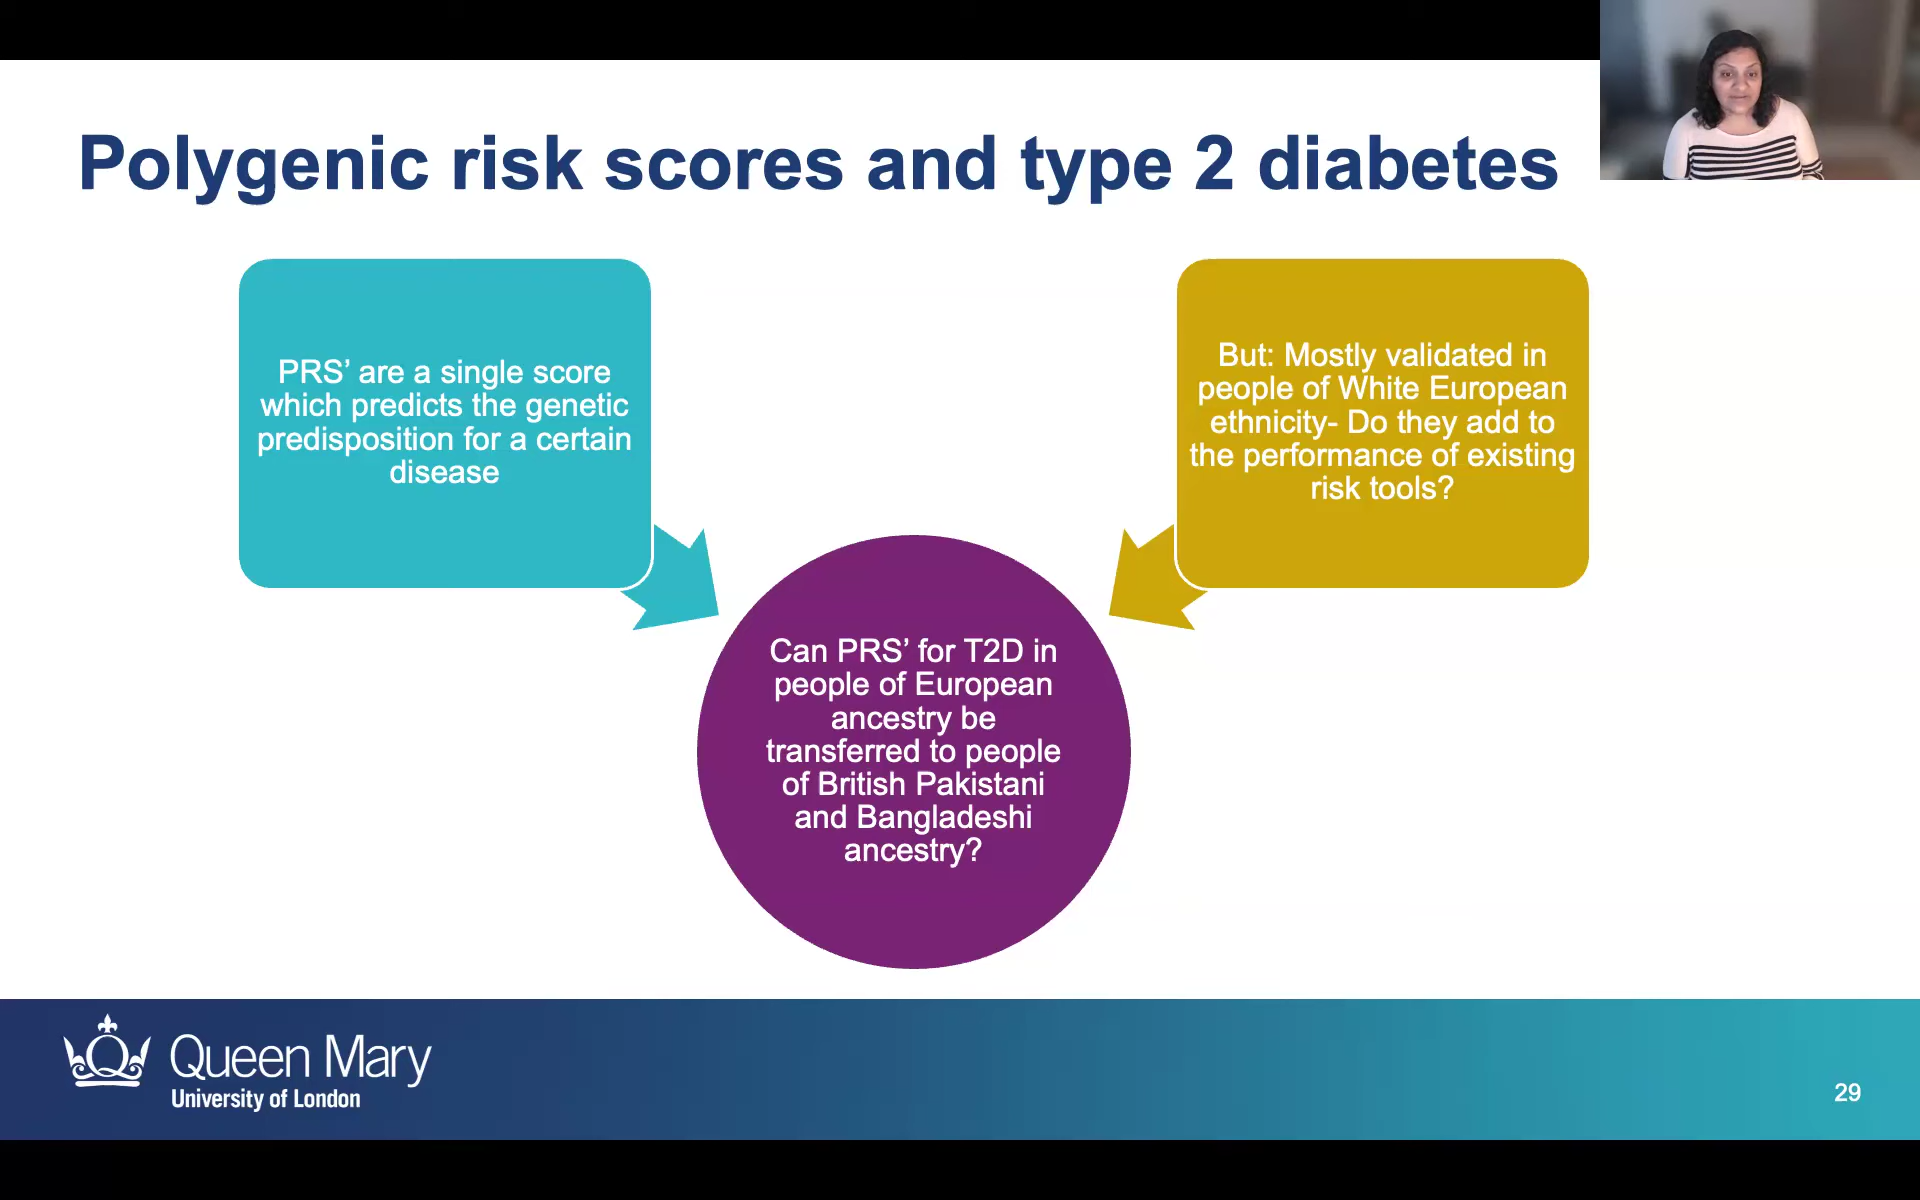 Polygenic risk scores and type 2 diabetes
PRS’ are a single score
which predicts the genetic
predisposition for a certain
disease
But: Mostly validated in
people of White European
ethnicity- Do they add to
the performance of existing
risk tools?
Can PRS’ for T2D in
people of European
ancestry be
transferred to people
of British Pakistani
and Bangladeshi
ancestry?
Queen Mary
University of London
29